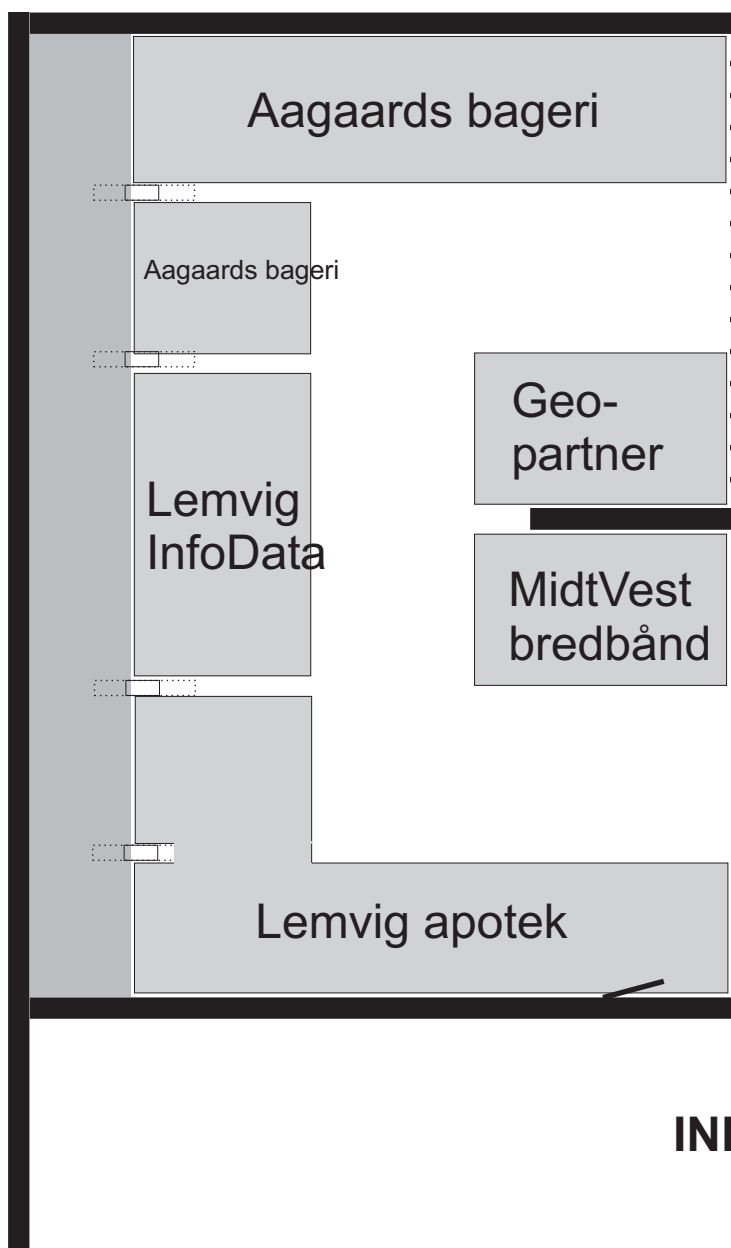 Aagaards bageri
Aagaards bageri
Geo-
partner
Lemvig
InfoData
MidtVest
bredbånd
Lemvig apotek